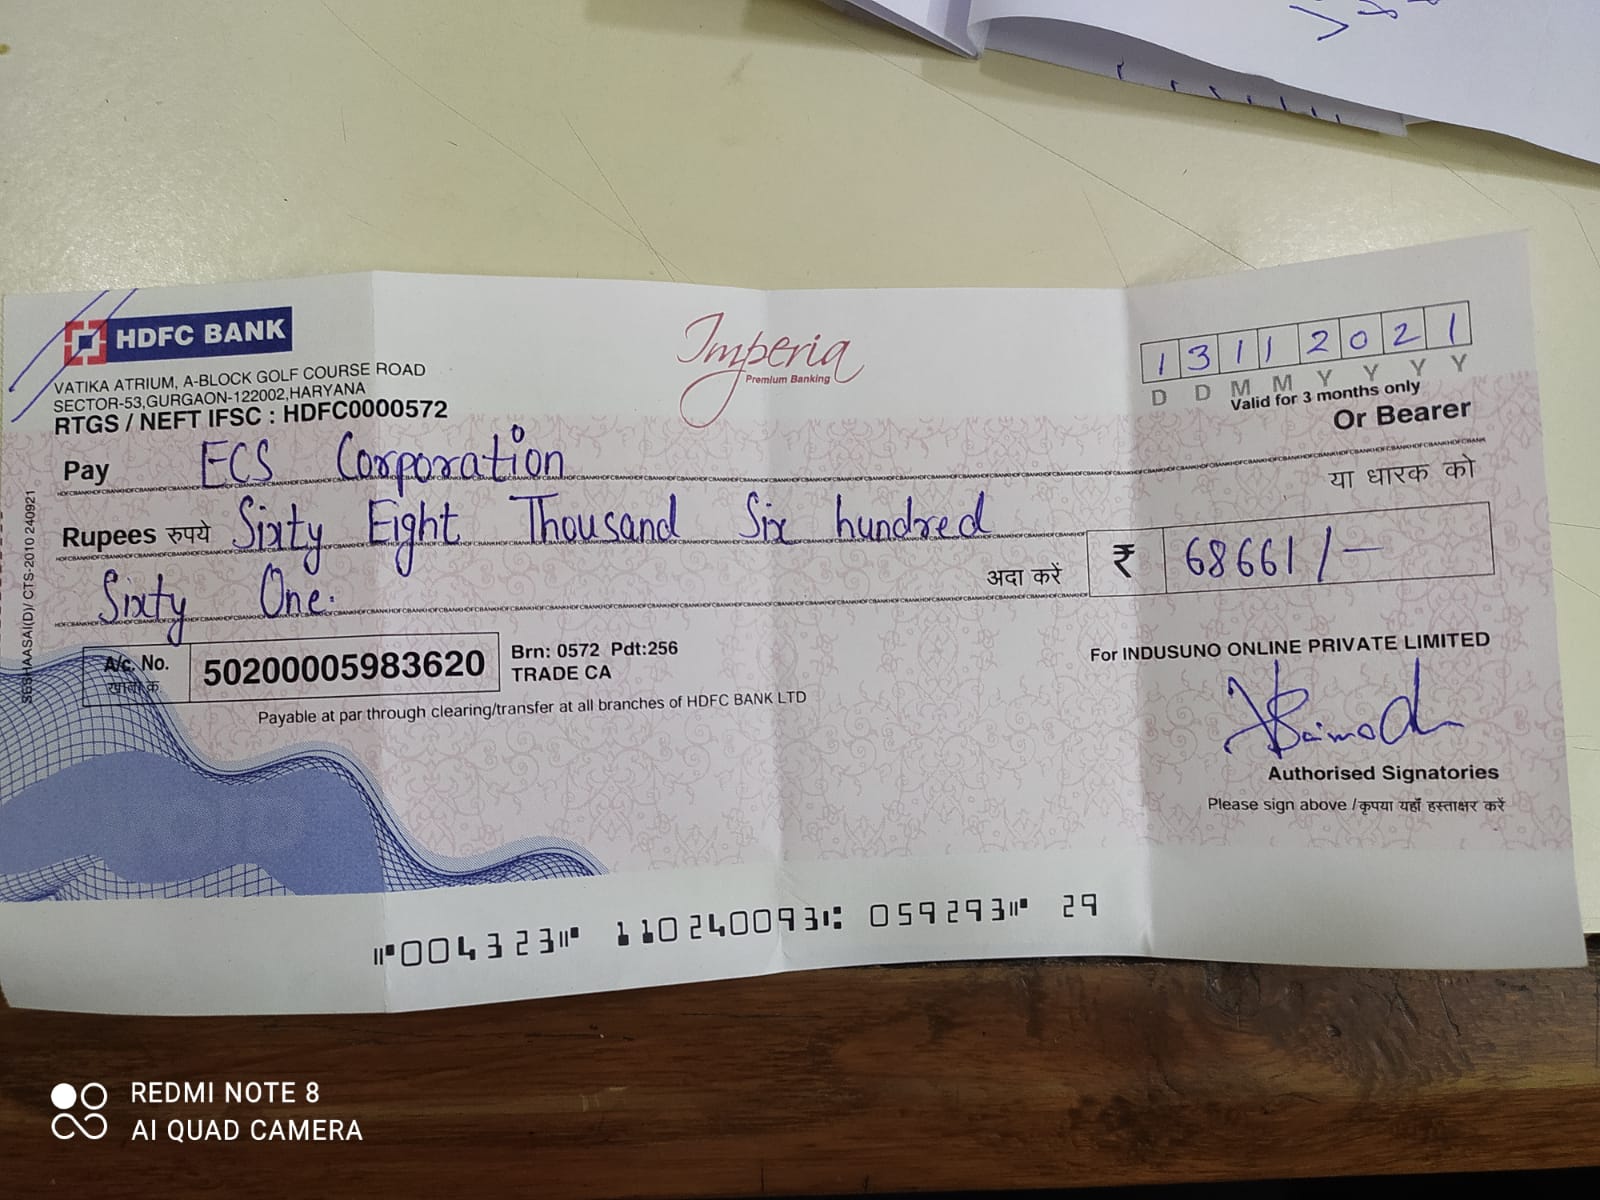 HDFC BANK
VATIKA ATRIUM, A-BLOCK GOLF COURSE ROAD
SECTOR-53,GURGAON-122002,HARYANA
RTGS / NEFT IFSC : HDFC0000572
Imperia
Premium Banking
1 3 1 1 2 0 2 1
D D M M Y Y Y Y
Valid for 3 months only
Or Bearer
Pay ECS Corporation
या धारक को
Rupees रुपये Sixty Eight Thousand Six hundred
Sixty One.
अदा करें ₹ 68661/-
A/c. No. 50200005983620
खाता क्र.
Brn: 0572 Pdt:256
TRADE CA
Payable at par through clearing/transfer at all branches of HDFC BANK LTD
For INDUSUNO ONLINE PRIVATE LIMITED
Authorised Signatories
Please sign above / कृपया यहाँ हस्ताक्षर करें
SESHAASAI(D)/ CTS-2010 240921
⑈004323⑈ 110240093⑆ 059293⑈ 29
REDMI NOTE 8
AI QUAD CAMERA